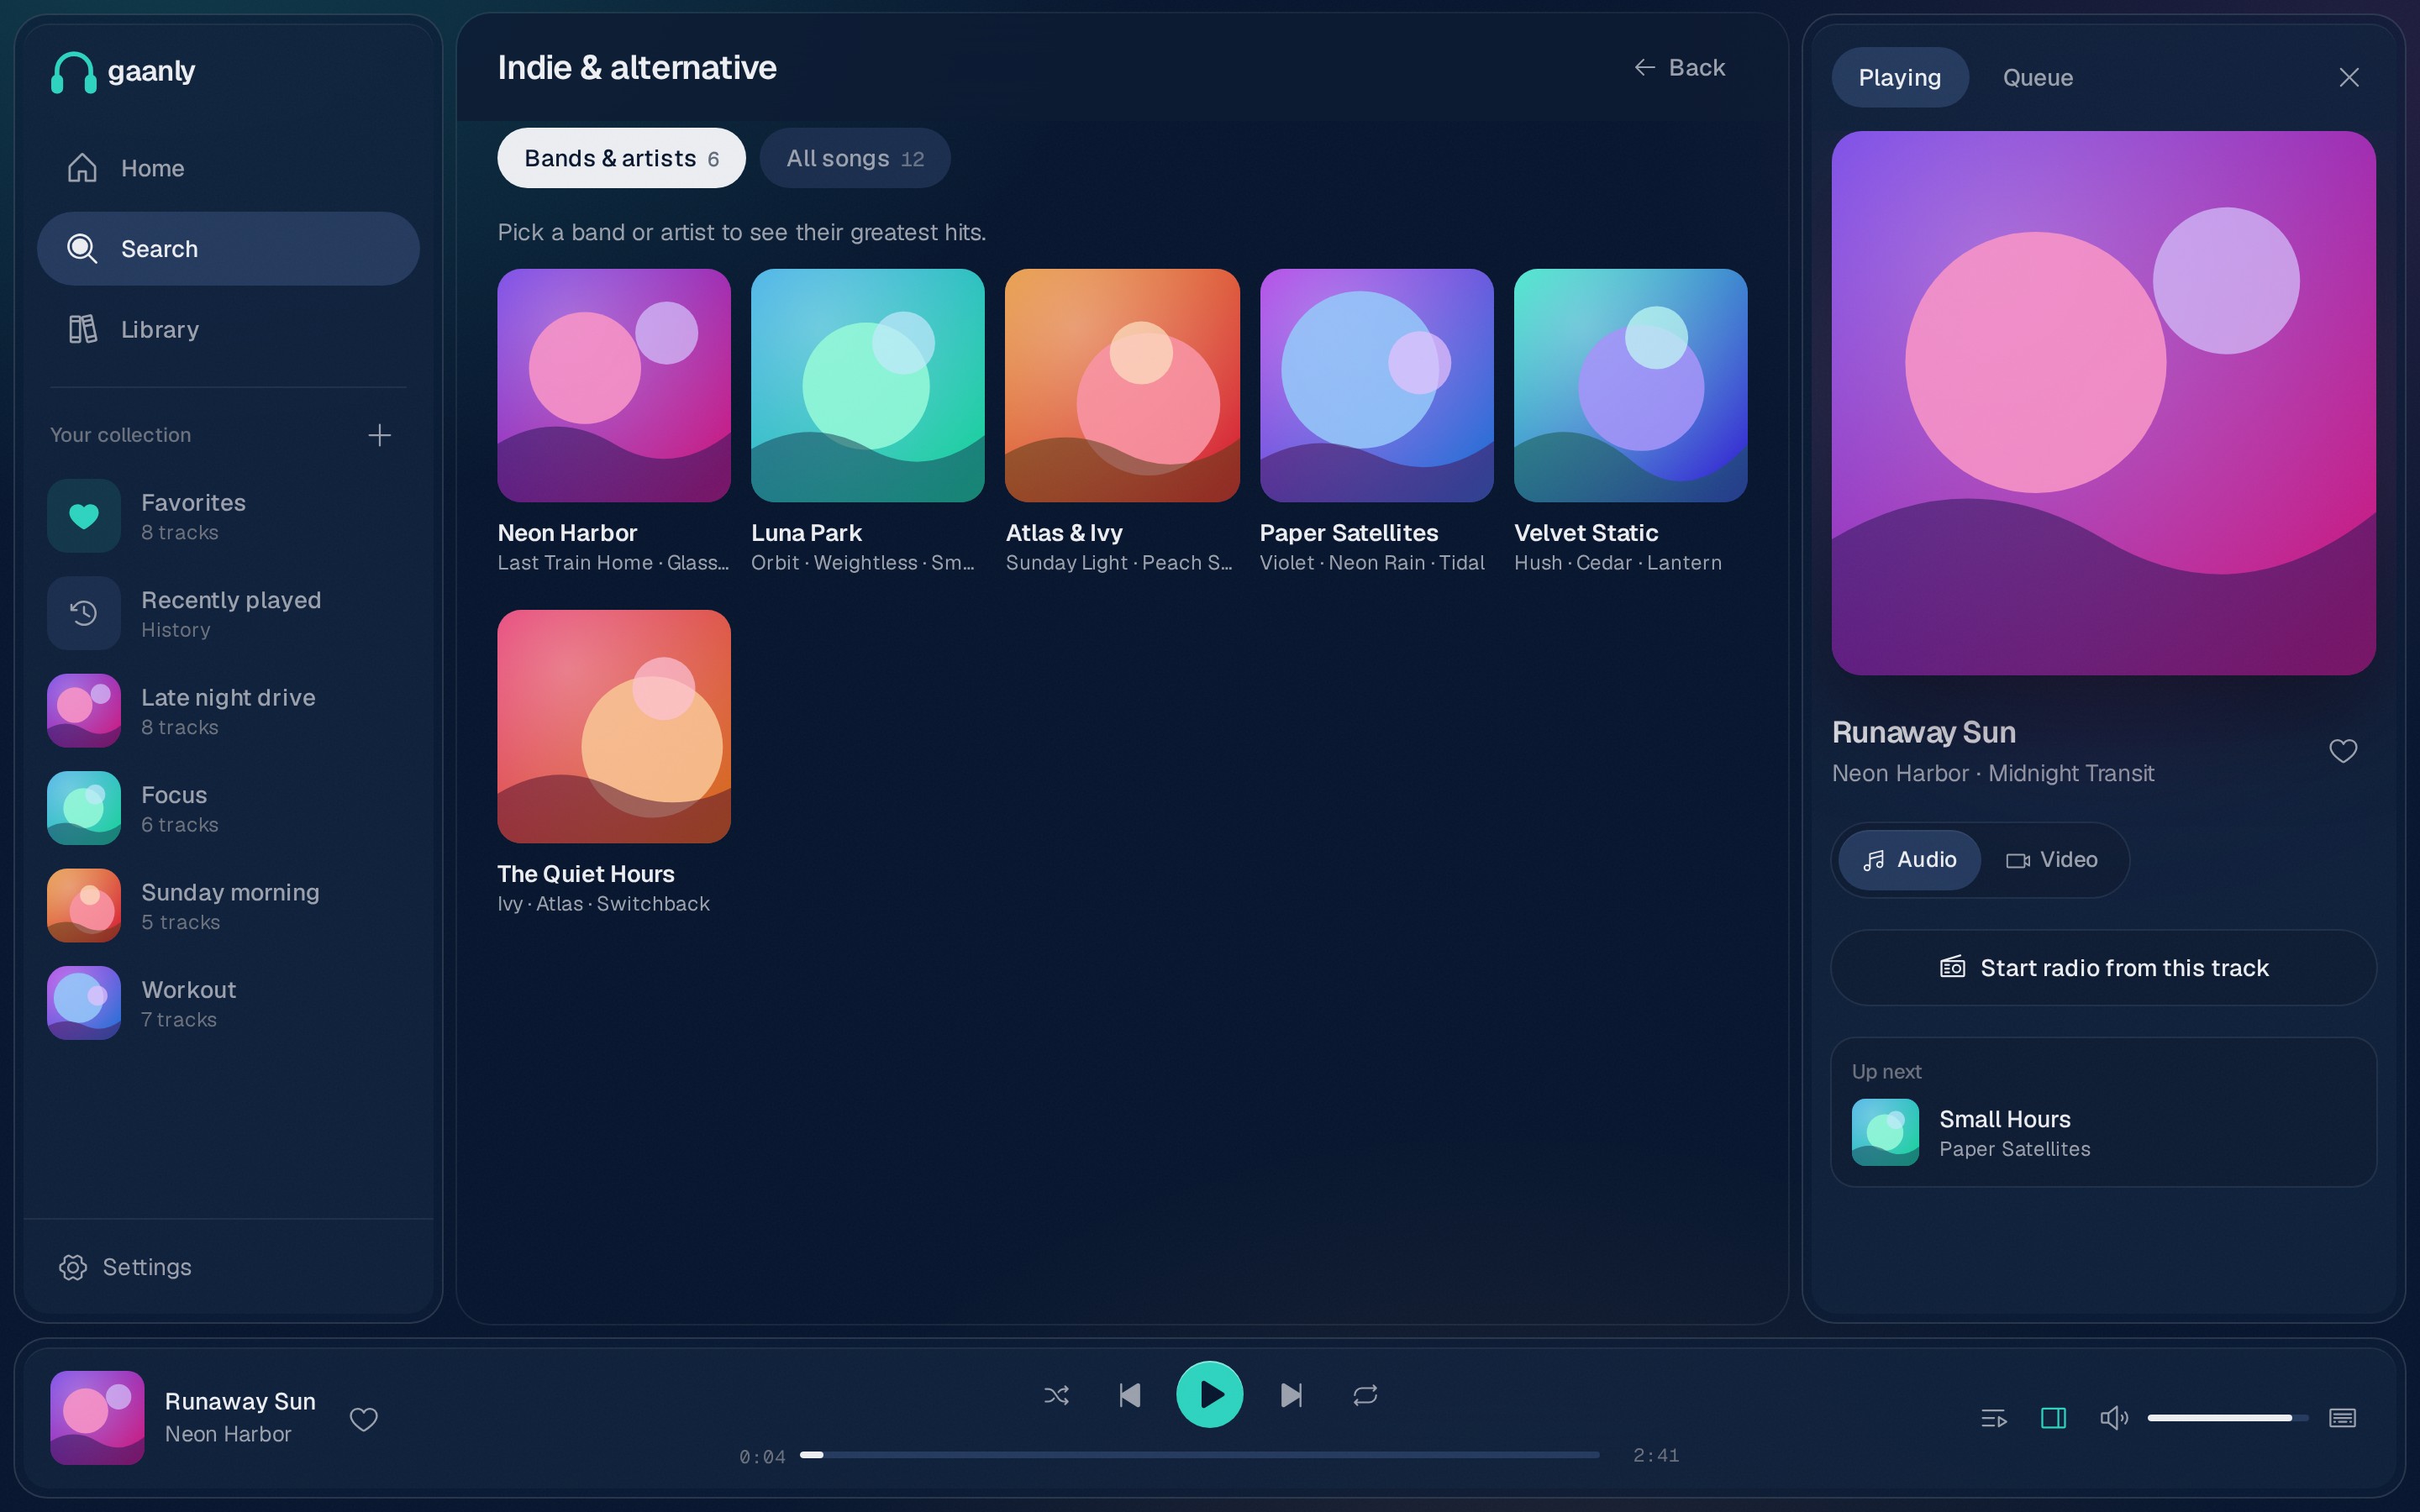 gaanly
Home
Search
Library
Your collection
Favorites
8 tracks
Recently played
History
Late night drive
8 tracks
Focus
6 tracks
Sunday morning
5 tracks
Workout
7 tracks
Settings
Indie & alternative
Back
Bands & artists 6
All songs 12
Pick a band or artist to see their greatest hits.
Neon Harbor
Last Train Home · Glass…
Luna Park
Orbit · Weightless · Sm…
Atlas & Ivy
Sunday Light · Peach S…
Paper Satellites
Violet · Neon Rain · Tidal
Velvet Static
Hush · Cedar · Lantern
The Quiet Hours
Ivy · Atlas · Switchback
Playing
Queue
Runaway Sun
Neon Harbor · Midnight Transit
Audio
Video
Start radio from this track
Up next
Small Hours
Paper Satellites
Runaway Sun
Neon Harbor
0:04
2:41